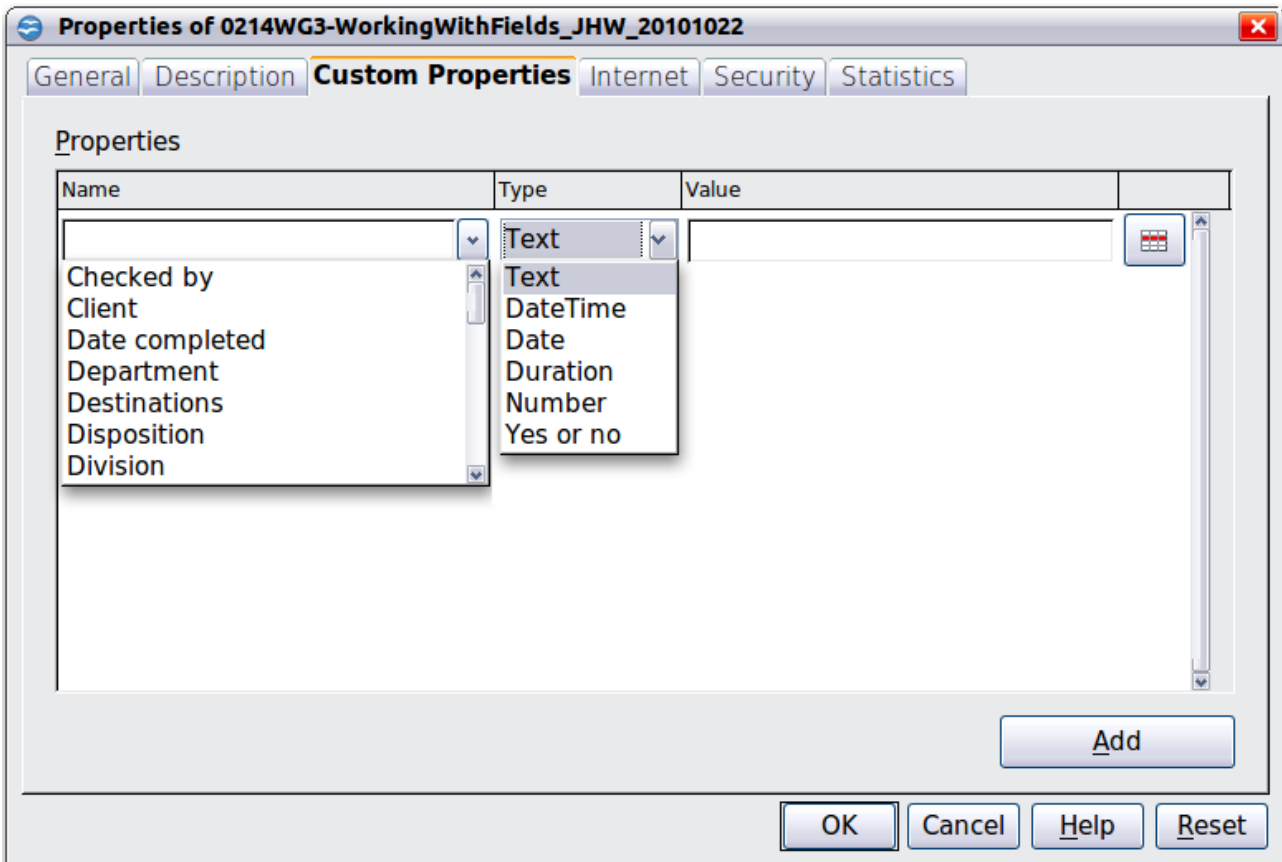 Properties of 0214WG3-WorkingWithFields_JHW_20101022
General Description Custom Properties Internet Security Statistics
Properties
Name Type Value
Text
Checked by
Client
Date completed
Department
Destinations
Disposition
Division
Text
DateTime
Date
Duration
Number
Yes or no
Add
OK Cancel Help Reset